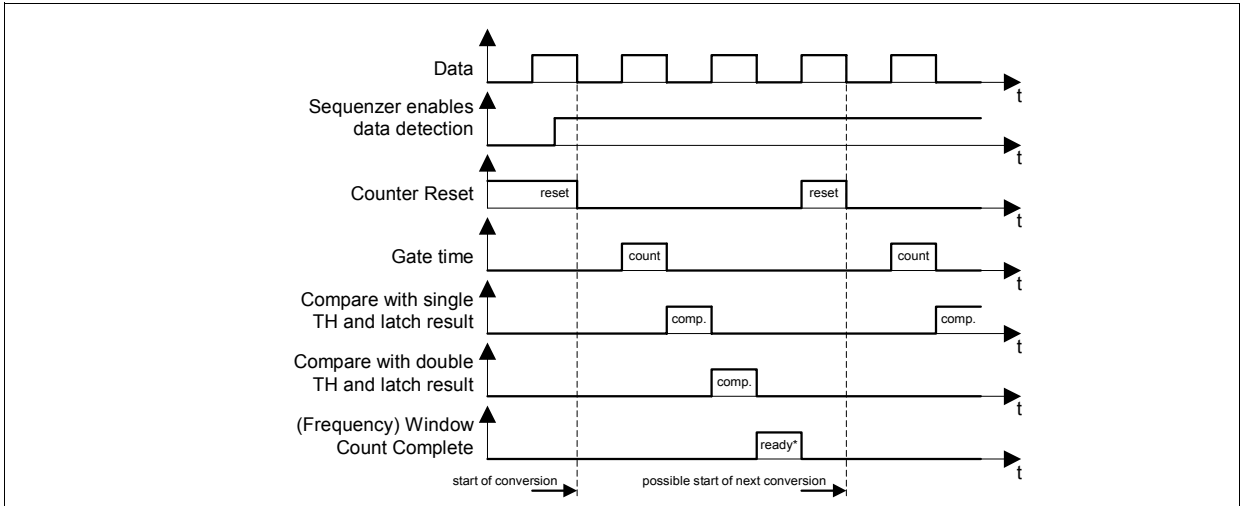 Data
t
Sequenzer enables
data detection
t
Counter Reset
reset
reset
t
Gate time
count
count
t
Compare with single
TH and latch result
comp.
comp.
t
Compare with double
TH and latch result
comp.
t
(Frequency) Window
Count Complete
ready*
t
start of conversion
possible start of next conversion